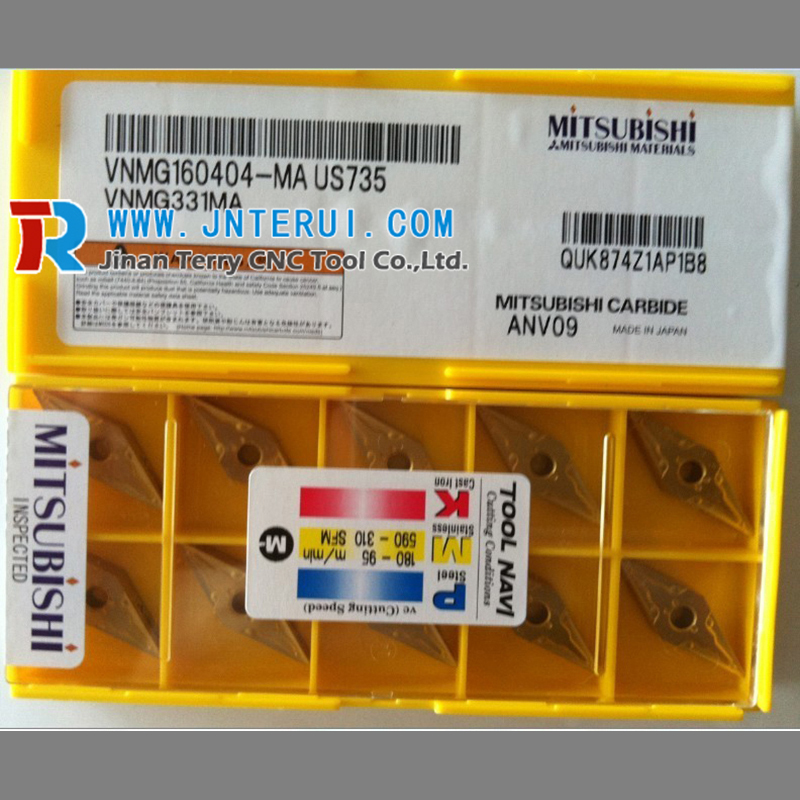 MITSUBISHI
MITSUBISHI MATERIALS
VNMG160404-MA US735
VNMG331MA
WWW.JNTERUI.COM
Jinan Terry CNC Tool Co.,Ltd.
QUK874Z1AP1B8
MITSUBISHI CARBIDE
ANV09
MADE IN JAPAN
MITSUBISHI
INSPECTED
TOOL NAVI
Cutting Conditions
P Steel
M Stainless
K Cast Iron
vc (Cutting Speed)
180 - 95 m/min
590 - 310 SFM
M-